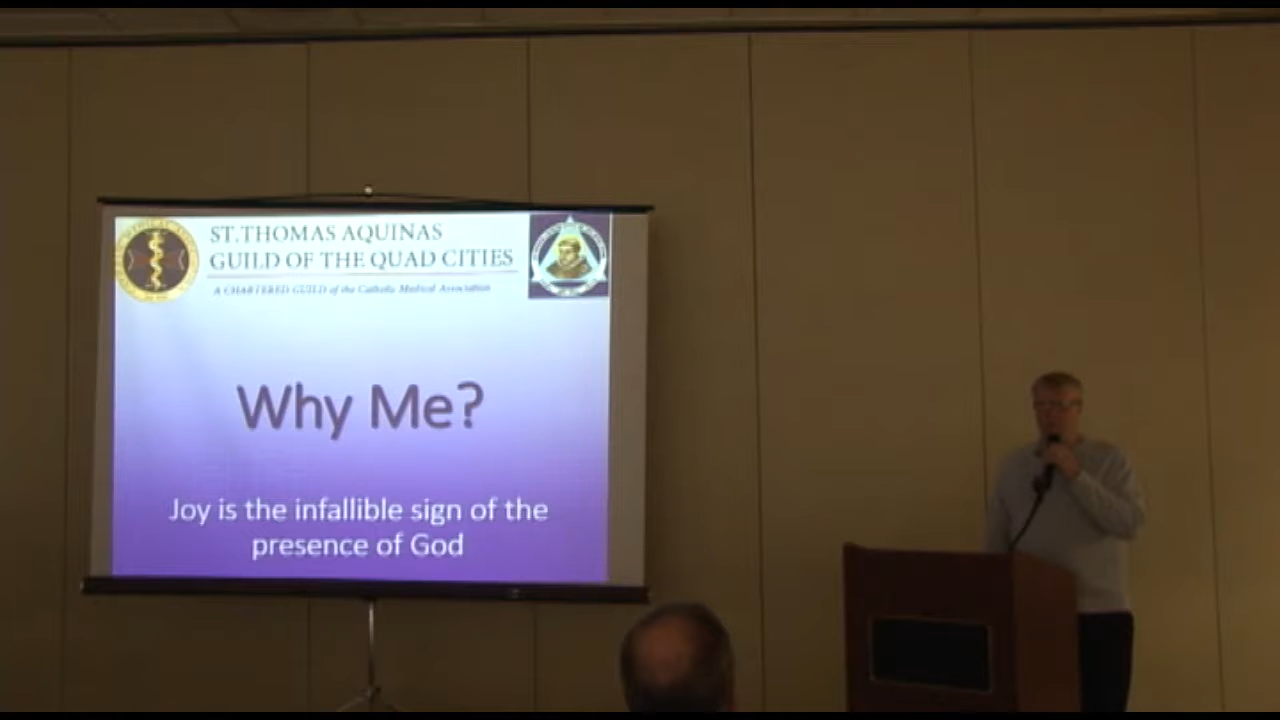 ST. THOMAS AQUINAS
GUILD OF THE QUAD CITIES
A CHARTERED GUILD of the Catholic Medical Association
Why Me?
Joy is the infallible sign of the
presence of God